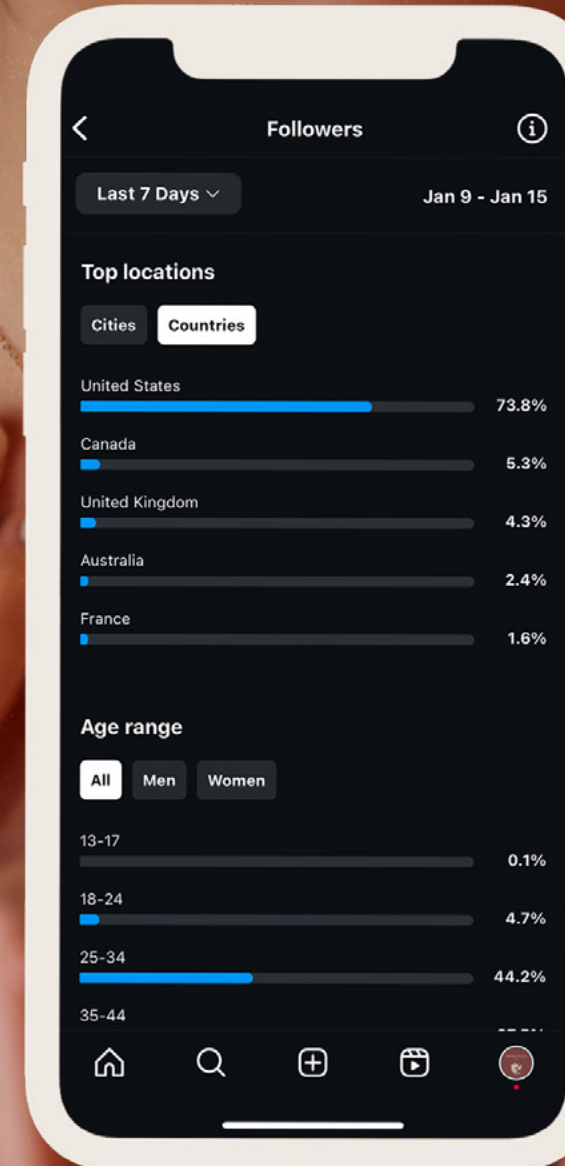 Followers
Last 7 Days
Jan 9 - Jan 15
Top locations
Cities Countries
United States
73.8%
Canada
5.3%
United Kingdom
4.3%
Australia
2.4%
France
1.6%
Age range
All Men Women
13-17
0.1%
18-24
4.7%
25-34
44.2%
35-44